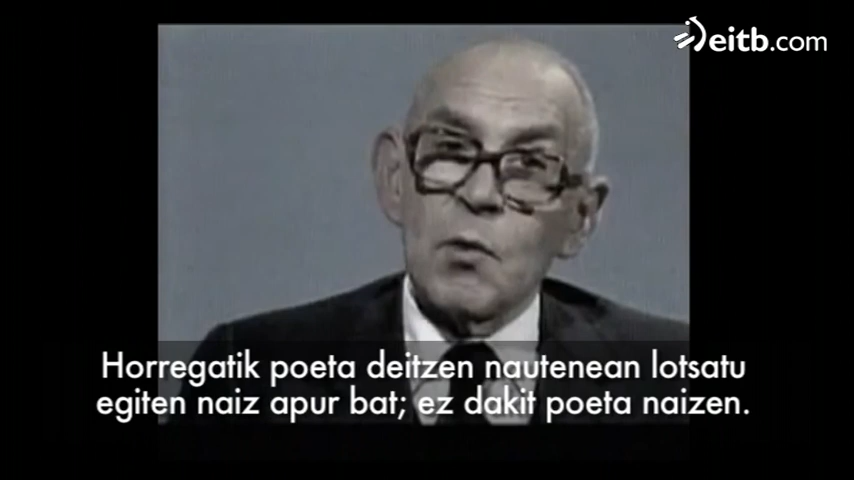 eitb.com
Horregatik poeta deitzen nautenean lotsatu
egiten naiz apur bat; ez dakit poeta naizen.